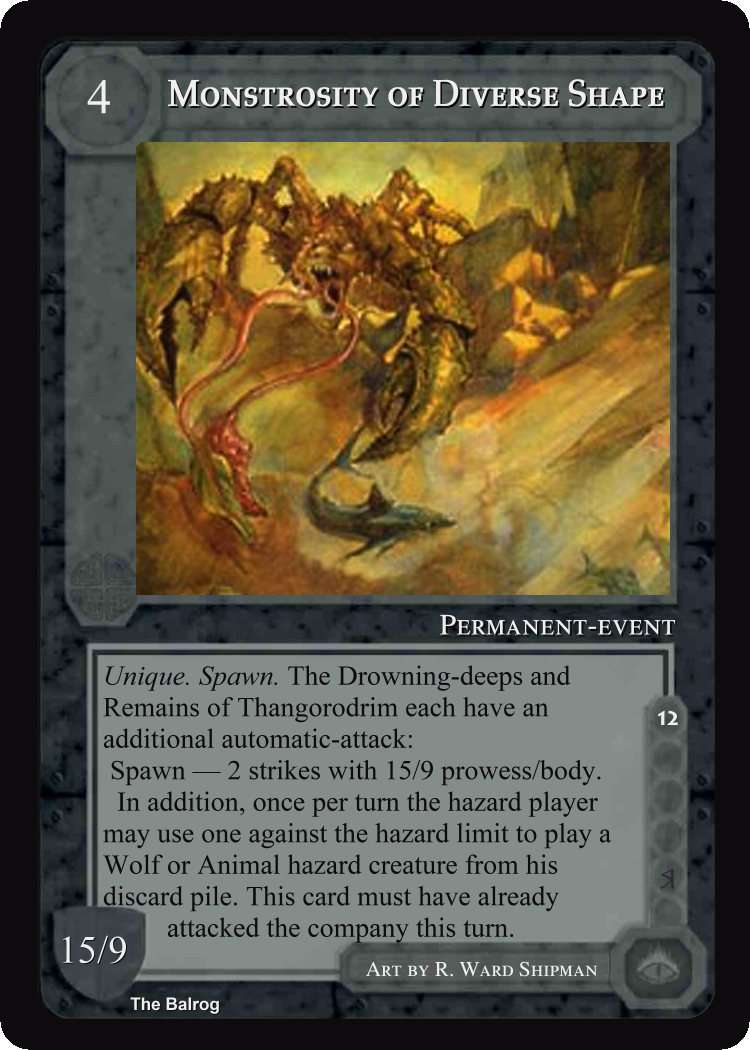 4
Monstrosity of Diverse Shape
Permanent-event
Unique. Spawn. The Drowning-deeps and
Remains of Thangorodrim each have an
additional automatic-attack:
Spawn — 2 strikes with 15/9 prowess/body.
In addition, once per turn the hazard player
may use one against the hazard limit to play a
Wolf or Animal hazard creature from his
discard pile. This card must have already
attacked the company this turn.
12
15/9
Art by R. Ward Shipman
The Balrog